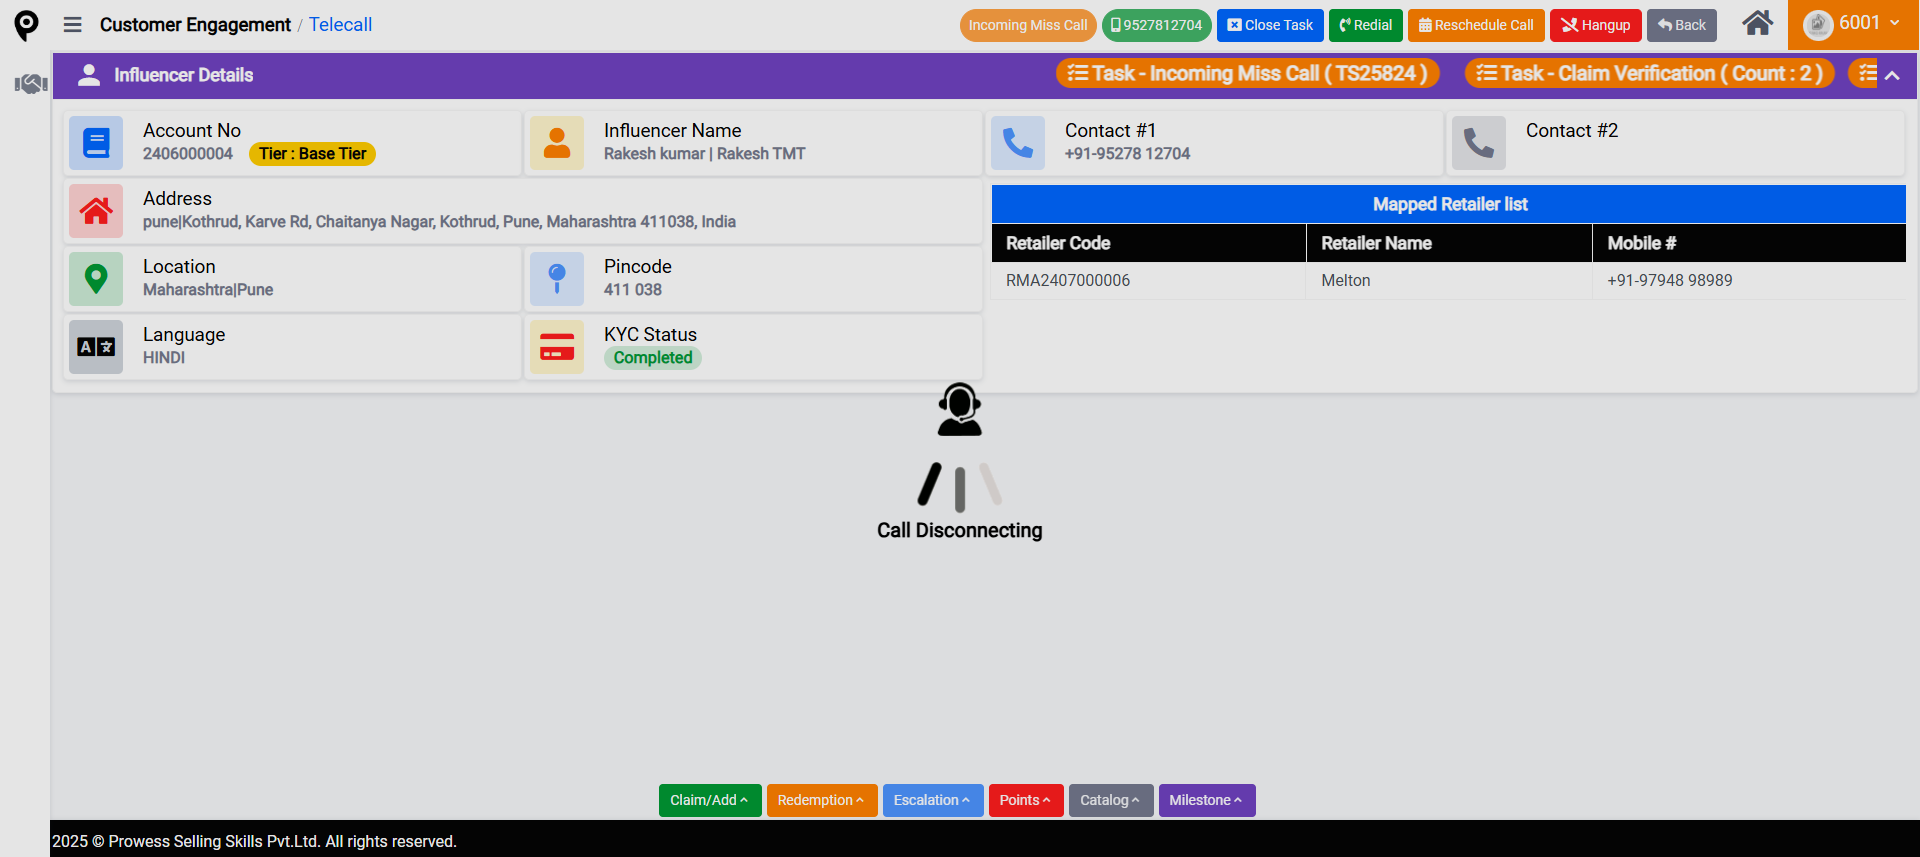 Customer Engagement / Telecall
Incoming Miss Call
9527812704
Close Task
Redial
Reschedule Call
Hangup
Back
6001
Influencer Details
Task - Incoming Miss Call ( TS25824 )
Task - Claim Verification ( Count : 2 )
Account No
2406000004
Tier : Base Tier
Influencer Name
Rakesh kumar | Rakesh TMT
Contact #1
+91-95278 12704
Contact #2
Address
pune|Kothrud, Karve Rd, Chaitanya Nagar, Kothrud, Pune, Maharashtra 411038, India
Mapped Retailer list
Retailer Code
Retailer Name
Mobile #
RMA2407000006
Melton
+91-97948 98989
Location
Maharashtra|Pune
Pincode
411 038
Language
HINDI
KYC Status
Completed
Call Disconnecting
Claim/Add
Redemption
Escalation
Points
Catalog
Milestone
2025 © Prowess Selling Skills Pvt.Ltd. All rights reserved.